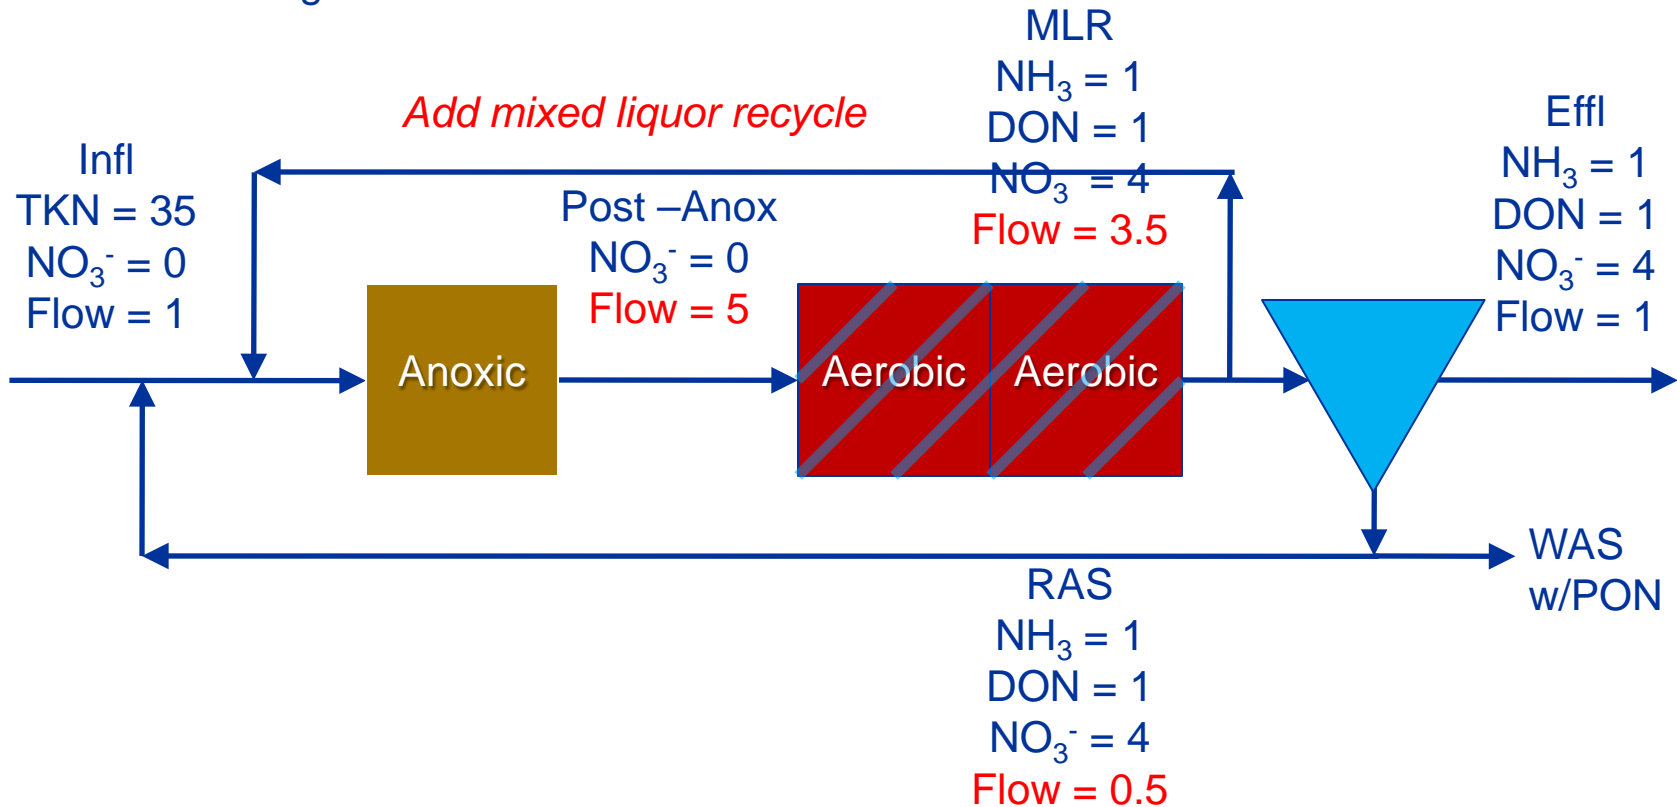 MLR
NH₃ = 1
DON = 1
NO₃ = 4
Flow = 3.5
Add mixed liquor recycle
Infl
TKN = 35
NO₃⁻ = 0
Flow = 1
Post –Anox
NO₃⁻ = 0
Flow = 5
Effl
NH₃ = 1
DON = 1
NO₃⁻ = 4
Flow = 1
Anoxic
Aerobic
Aerobic
WAS
w/PON
RAS
NH₃ = 1
DON = 1
NO₃⁻ = 4
Flow = 0.5